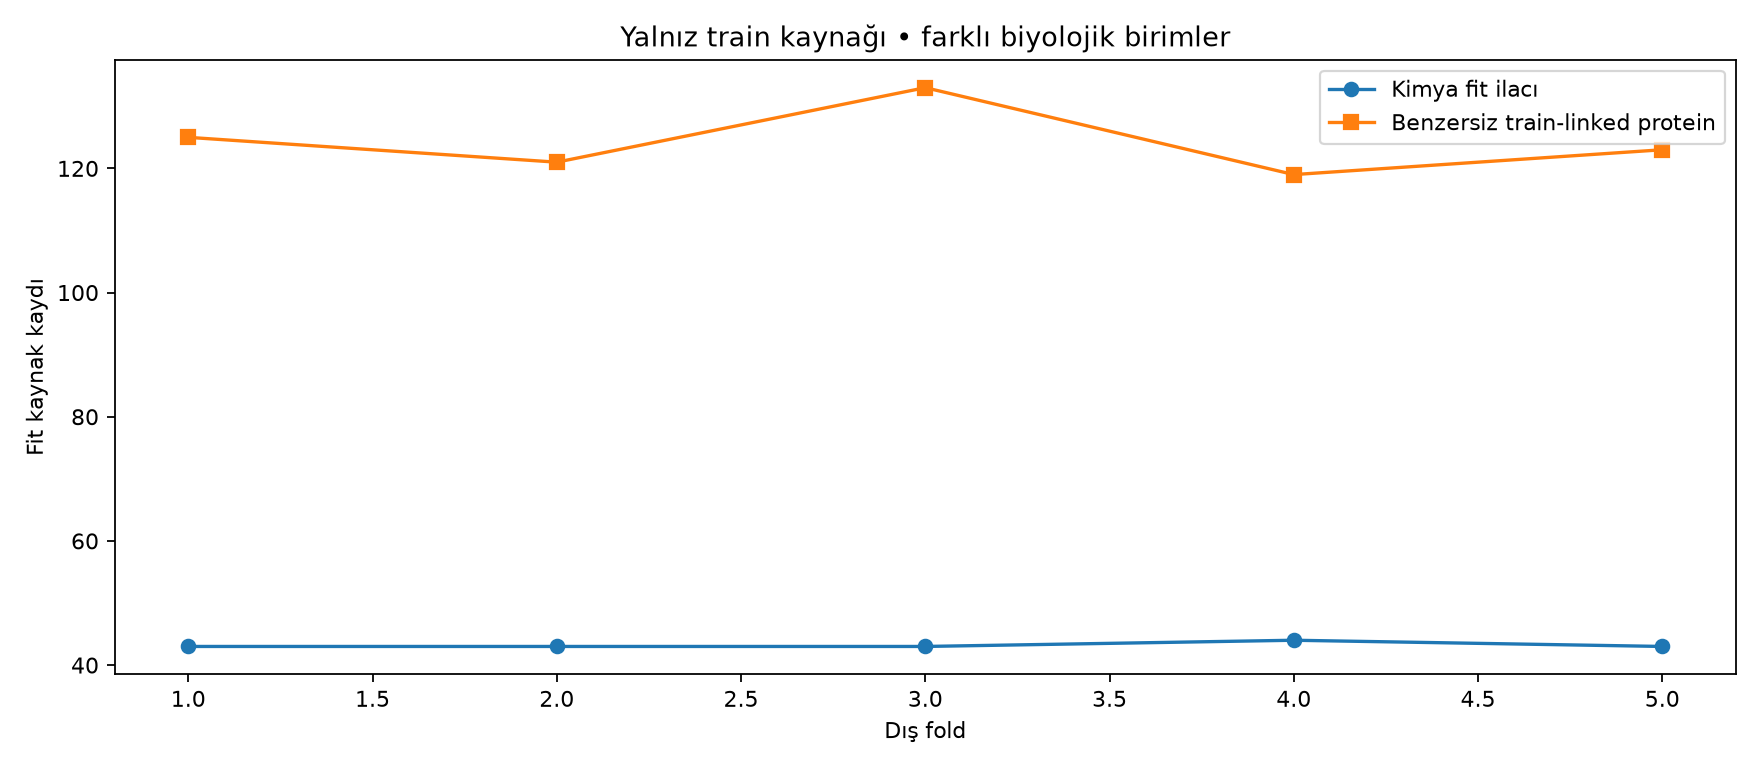 Yalnız train kaynağı • farklı biyolojik birimler
Kimya fit ilacı
Benzersiz train-linked protein
Fit kaynak kaydı
120
100
80
60
40
1.0 1.5 2.0 2.5 3.0 3.5 4.0 4.5 5.0
Dış fold